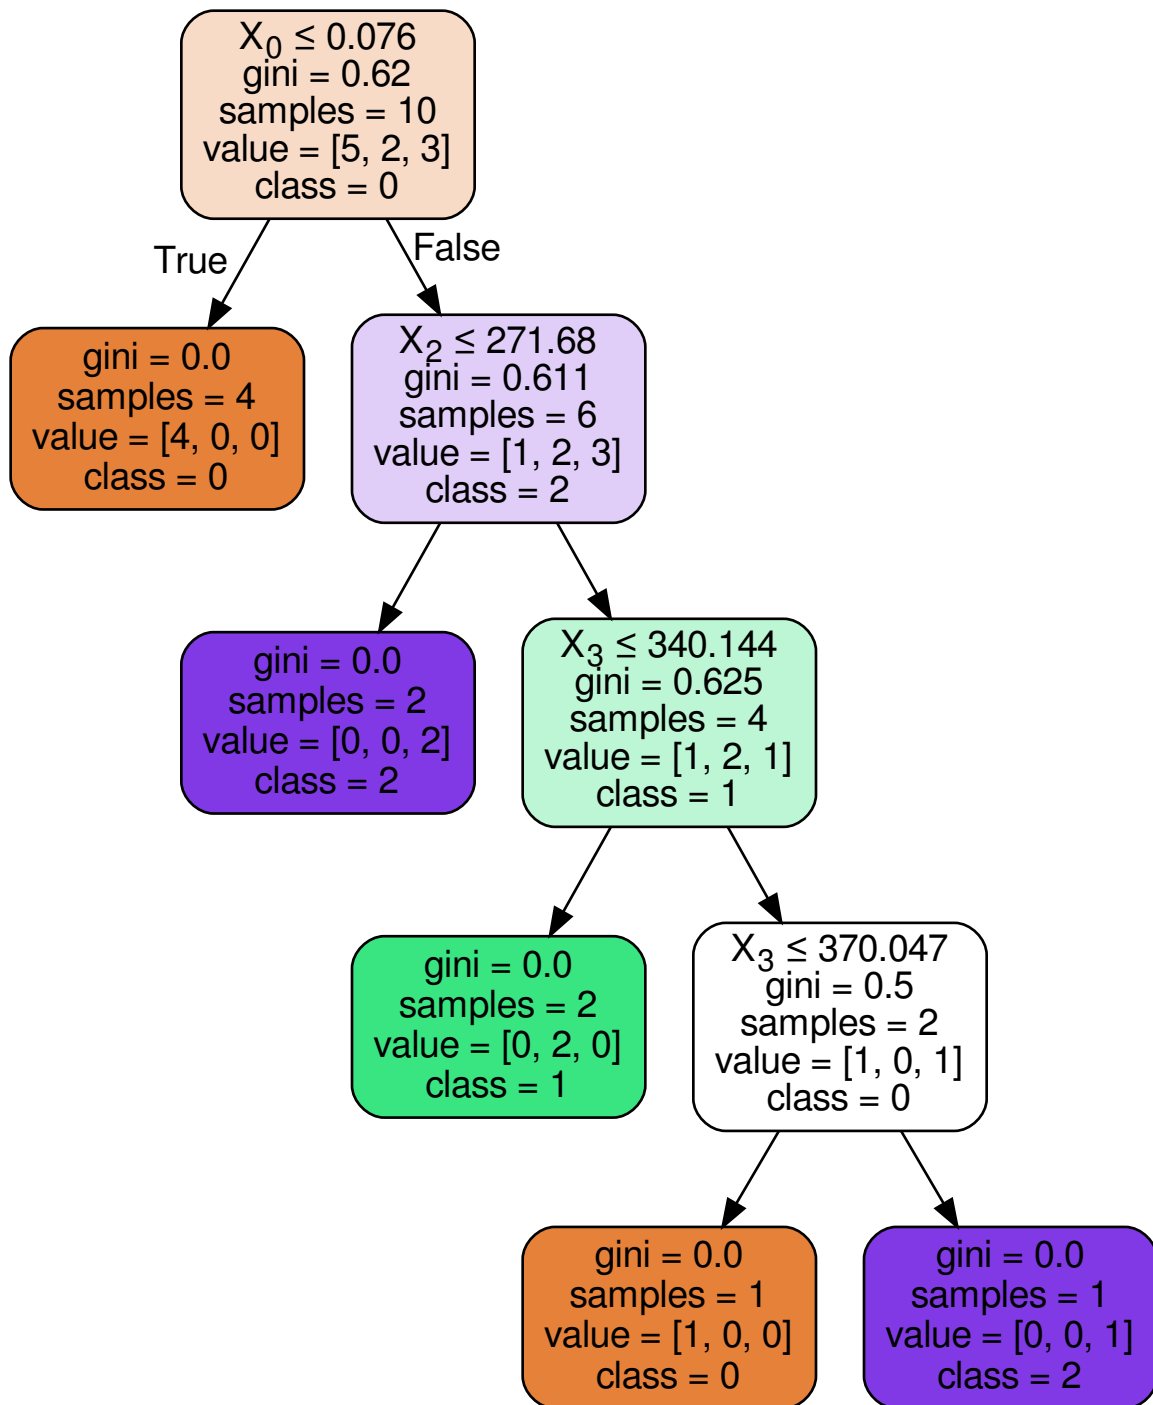 X₀ ≤ 0.076
gini = 0.62
samples = 10
value = [5, 2, 3]
class = 0
True
False
gini = 0.0
samples = 4
value = [4, 0, 0]
class = 0
X₂ ≤ 271.68
gini = 0.611
samples = 6
value = [1, 2, 3]
class = 2
gini = 0.0
samples = 2
value = [0, 0, 2]
class = 2
X₃ ≤ 340.144
gini = 0.625
samples = 4
value = [1, 2, 1]
class = 1
gini = 0.0
samples = 2
value = [0, 2, 0]
class = 1
X₃ ≤ 370.047
gini = 0.5
samples = 2
value = [1, 0, 1]
class = 0
gini = 0.0
samples = 1
value = [1, 0, 0]
class = 0
gini = 0.0
samples = 1
value = [0, 0, 1]
class = 2